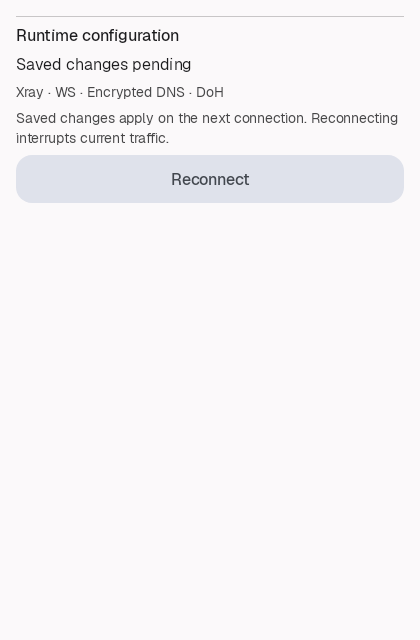 Runtime configuration
Saved changes pending
Xray · WS · Encrypted DNS · DoH
Saved changes apply on the next connection. Reconnecting
interrupts current traffic.
Reconnect